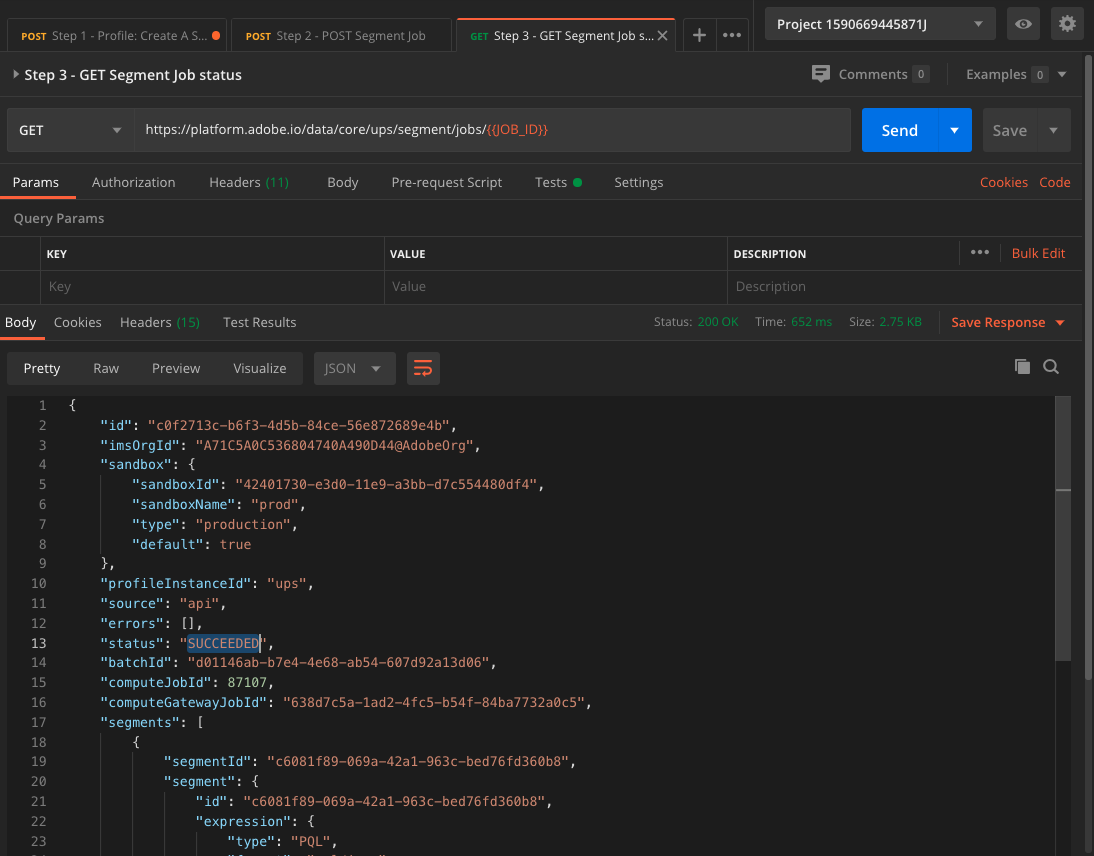 POST Step 1 - Profile: Create A S...
POST Step 2 - POST Segment Job
GET Step 3 - GET Segment Job s...
Project 1590669445871J
Step 3 - GET Segment Job status
Comments 0
Examples 0
GET
https://platform.adobe.io/data/core/ups/segment/jobs/{{JOB_ID}}
Send
Save
Params Authorization Headers (11) Body Pre-request Script Tests Settings Cookies Code
Query Params
KEY VALUE DESCRIPTION ••• Bulk Edit
Key Value Description
Body Cookies Headers (15) Test Results Status: 200 OK Time: 652 ms Size: 2.75 KB Save Response
Pretty Raw Preview Visualize JSON
1 {
2 "id": "c0f2713c-b6f3-4d5b-84ce-56e872689e4b",
3 "imsOrgId": "A71C5A0C536804740A490D44@AdobeOrg",
4 "sandbox": {
5 "sandboxId": "42401730-e3d0-11e9-a3bb-d7c554480df4",
6 "sandboxName": "prod",
7 "type": "production",
8 "default": true
9 },
10 "profileInstanceId": "ups",
11 "source": "api",
12 "errors": [],
13 "status": "SUCCEEDED",
14 "batchId": "d01146ab-b7e4-4e68-ab54-607d92a13d06",
15 "computeJobId": 87107,
16 "computeGatewayJobId": "638d7c5a-1ad2-4fc5-b54f-84ba7732a0c5",
17 "segments": [
18 {
19 "segmentId": "c6081f89-069a-42a1-963c-bed76fd360b8",
20 "segment": {
21 "id": "c6081f89-069a-42a1-963c-bed76fd360b8",
22 "expression": {
23 "type": "PQL",